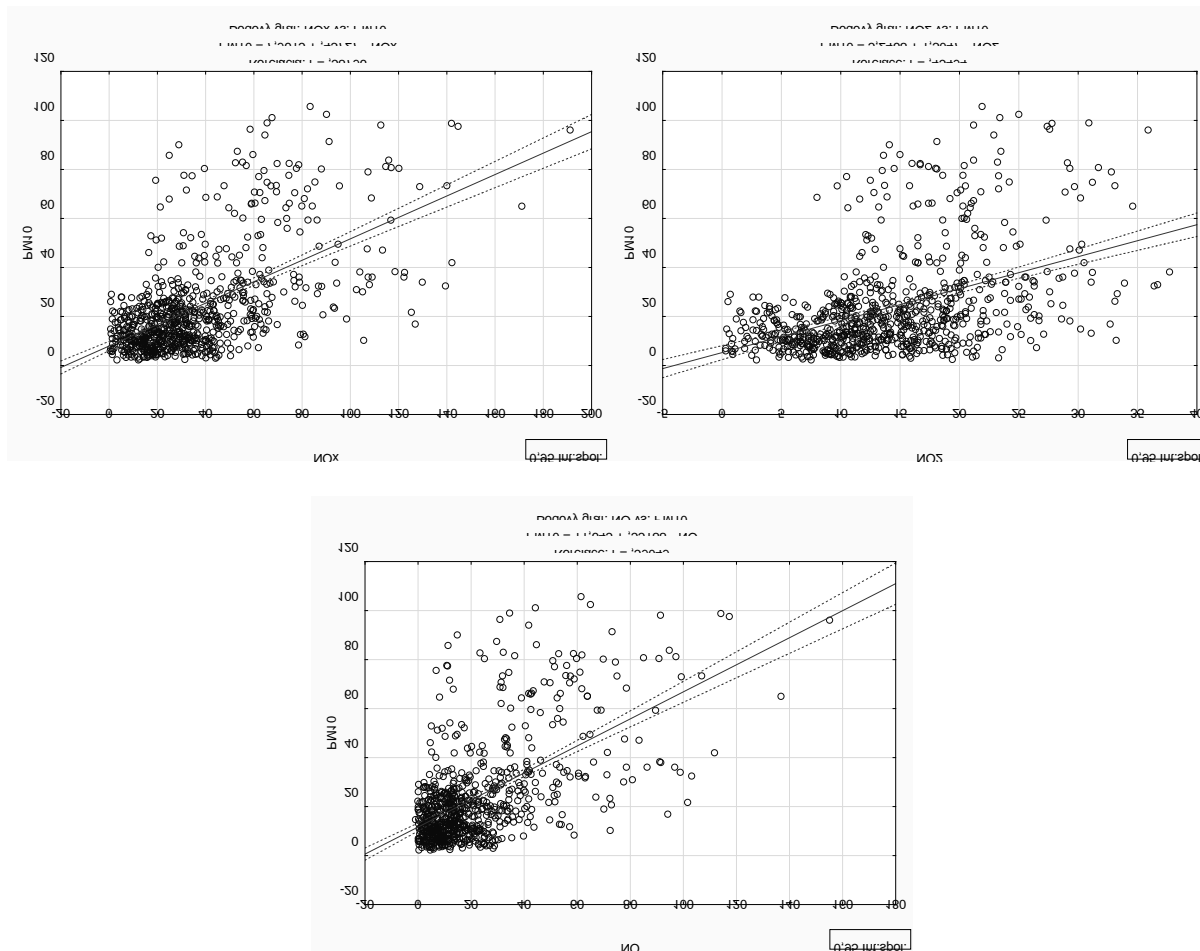 Bodový graf: NOx vs. PM10
PM10
120
100
80
60
40
20
0
-20
-20 0 20 40 60 80 100 120 140 160 180 200
NOx
0,95 Int.spol.
Bodový graf: NO2 vs. PM10
PM10
120
100
80
60
40
20
0
-20
-5 0 5 10 15 20 25 30 35 40
NO2
0,95 Int.spol.
Bodový graf: NO vs. PM10
PM10
120
100
80
60
40
20
0
-20
-20 0 20 40 60 80 100 120 140 160 180
NO
0,95 Int.spol.